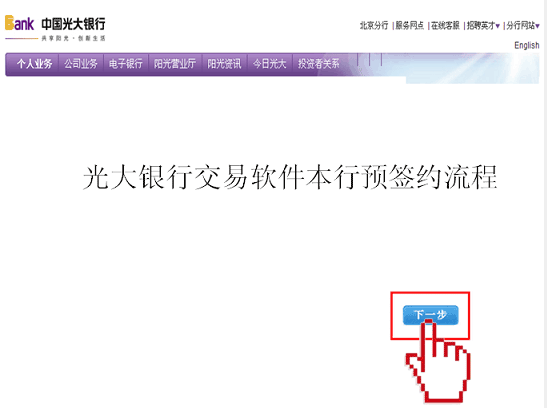 Bank 中国光大银行
共享阳光·创新生活
北京分行 | 服务网点 | 在线客服 | 招聘英才▾ | 分行网站▾
English
个人业务 | 公司业务 | 电子银行 | 阳光营业厅 | 阳光资讯 | 今日光大 | 投资者关系
光大银行交易软件本行预签约流程
下一步